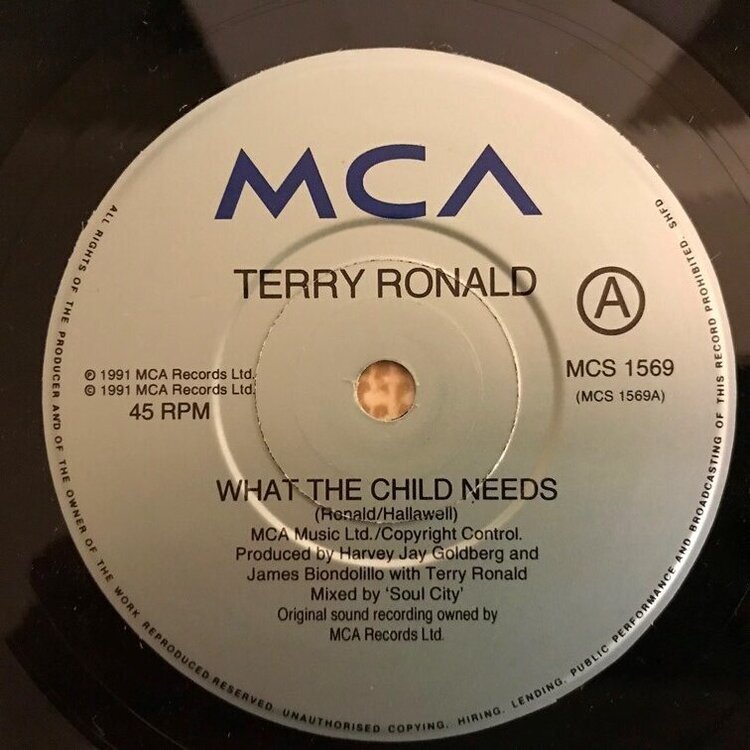 MCA
TERRY RONALD
A
℗ 1991 MCA Records Ltd.
© 1991 MCA Records Ltd.
45 RPM
MCS 1569
(MCS 1569A)
WHAT THE CHILD NEEDS
(Ronald/Hallawell)
MCA Music Ltd./Copyright Control.
Produced by Harvey Jay Goldberg and
James Biondolillo with Terry Ronald
Mixed by 'Soul City'
Original sound recording owned by
MCA Records Ltd.
ALL RIGHTS OF THE PRODUCER AND OF THE OWNER OF THE WORK REPRODUCED RESERVED. UNAUTHORISED COPYING. HIRING. LENDING. PUBLIC PERFORMANCE AND BROADCASTING OF THIS RECORD PROHIBITED. SHFD